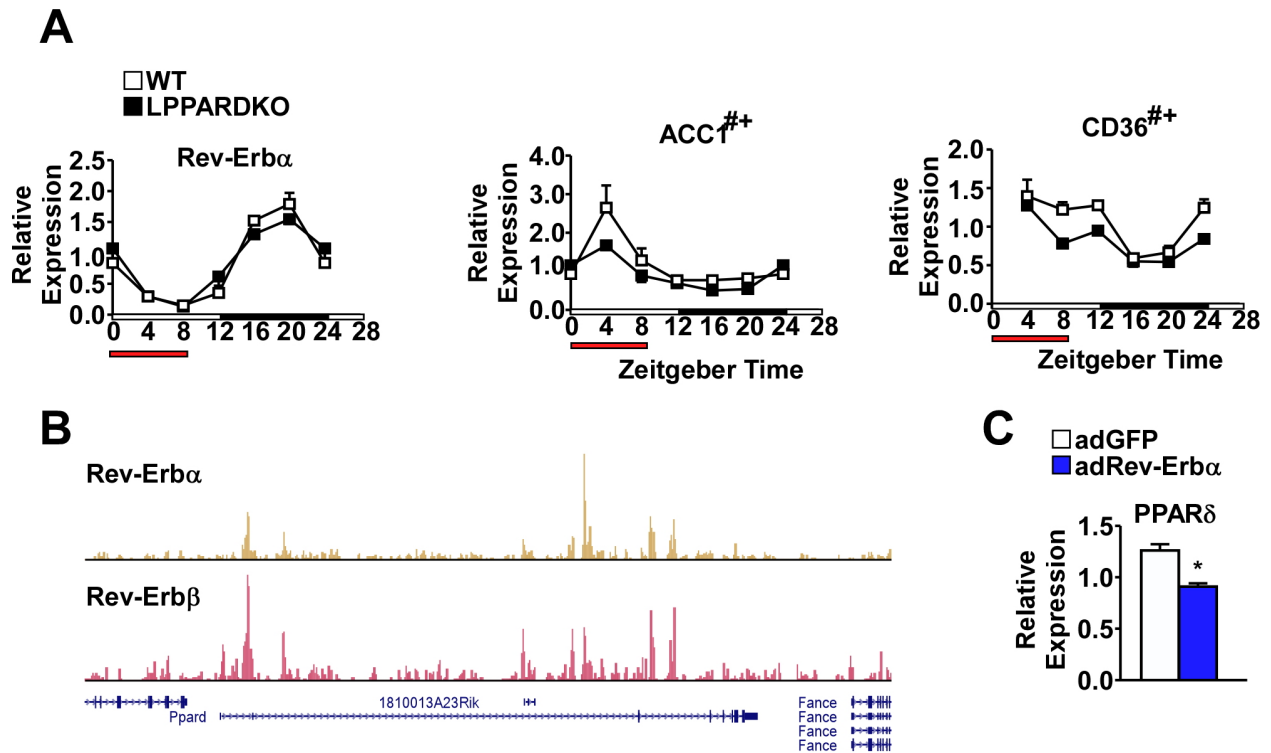 A
WT
LPPARDKO
Rev-Erbα
Relative
Expression
2.5
2.0
1.5
1.0
0.5
0.0
0 4 8 12 16 20 24 28
ACC1#+
Relative
Expression
4.0
3.0
2.0
1.0
0.0
0 4 8 12 16 20 24 28
Zeitgeber Time
CD36#+
Relative
Expression
2.0
1.5
1.0
0.5
0.0
0 4 8 12 16 20 24 28
Zeitgeber Time
B
Rev-Erbα
Rev-Erbβ
1810013A23Rik
Ppard
Fance
Fance
Fance
Fance
C
adGFP
adRev-Erbα
PPARδ
Relative
Expression
1.5
1.0
0.5
0.0
*